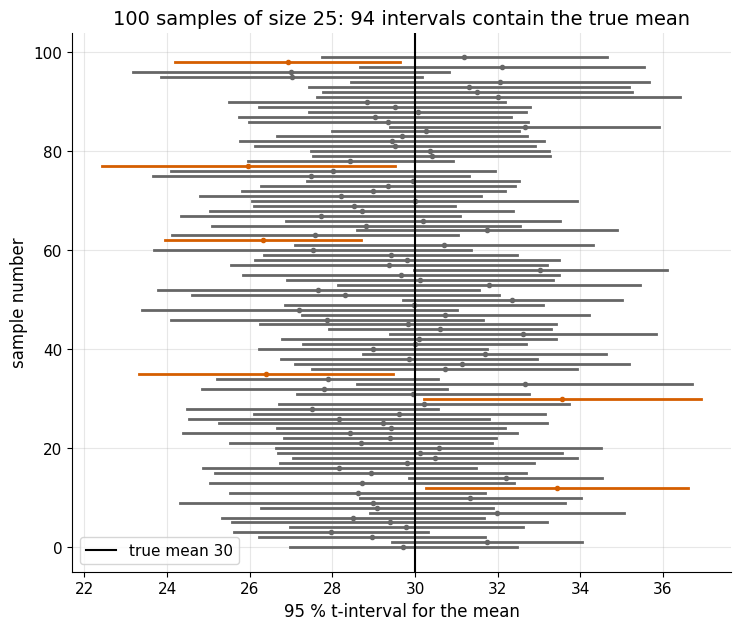 100 samples of size 25: 94 intervals contain the true mean
100
80
60
40
20
0
sample number
true mean 30
22 24 26 28 30 32 34 36
95 % t-interval for the mean